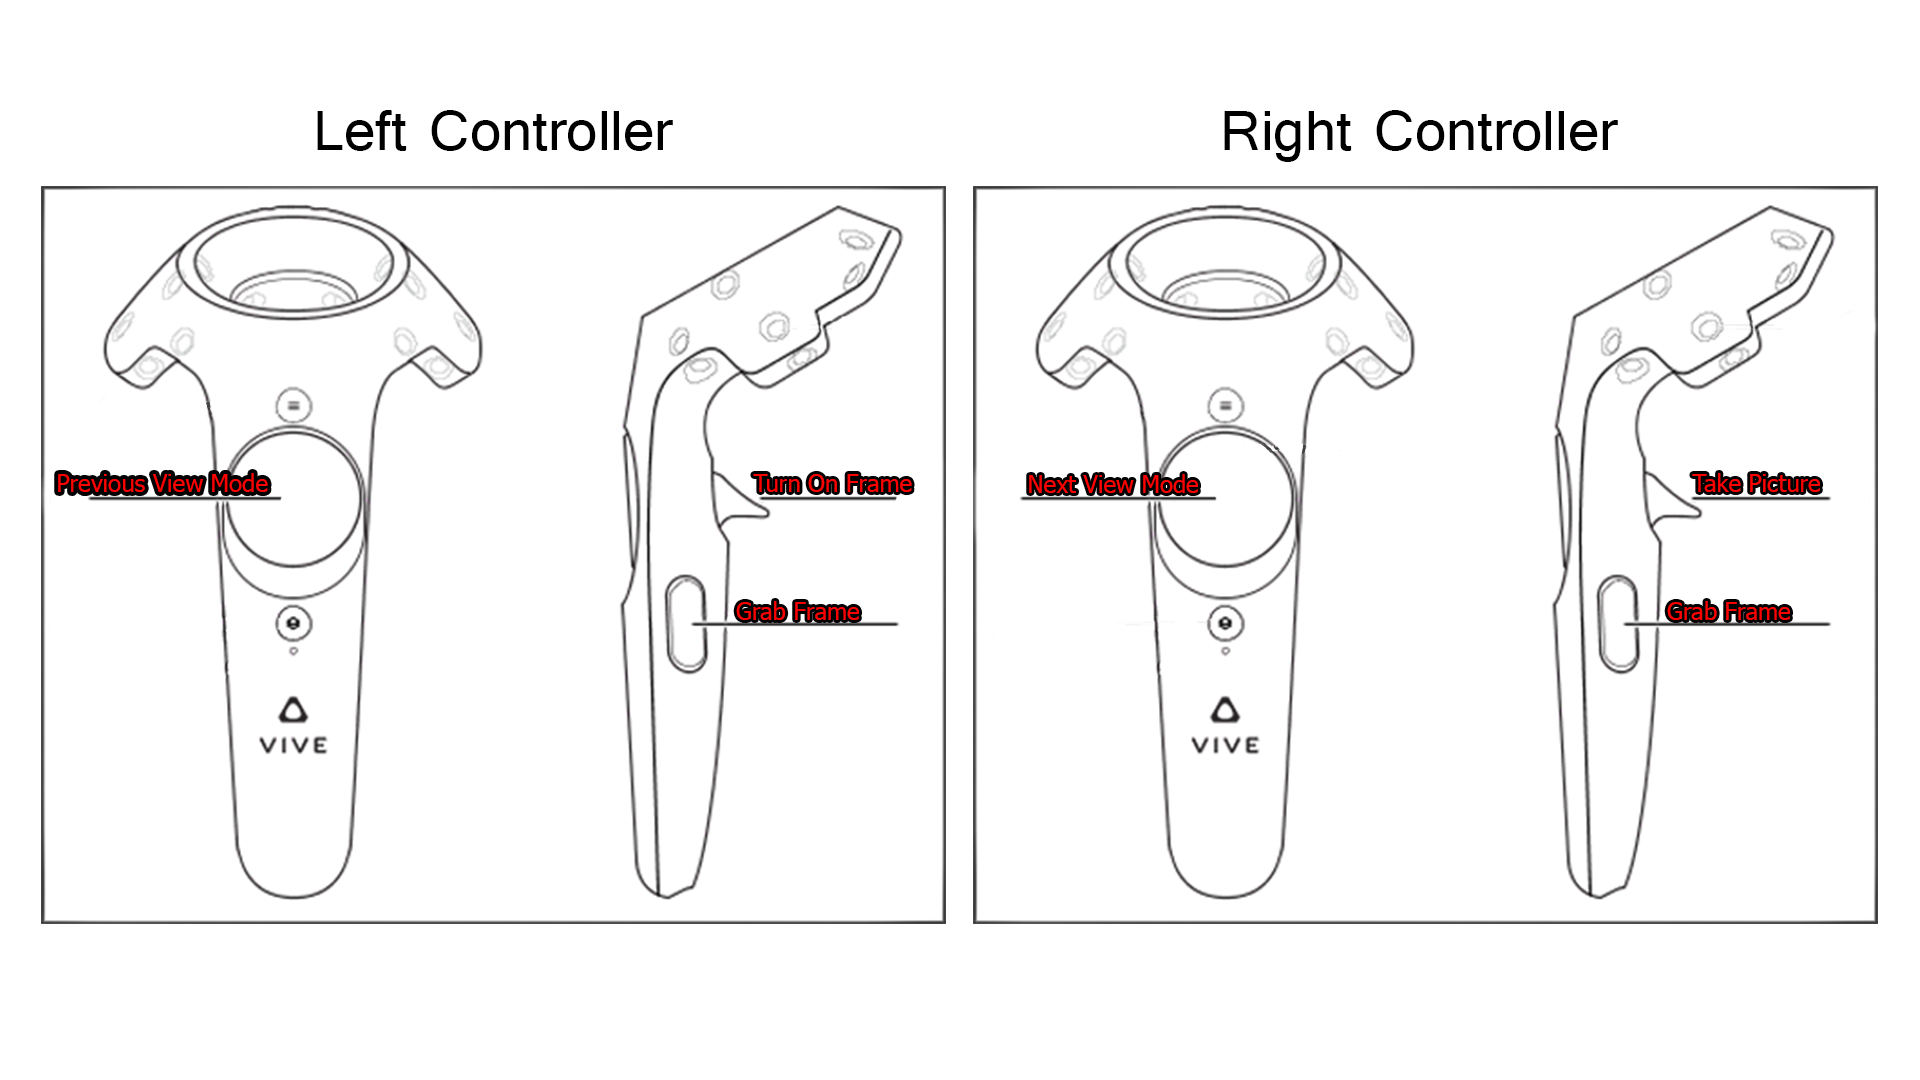 Left Controller
Right Controller
Previous View Mode
Turn On Frame
Grab Frame
VIVE
Next View Mode
Take Picture
Grab Frame
VIVE